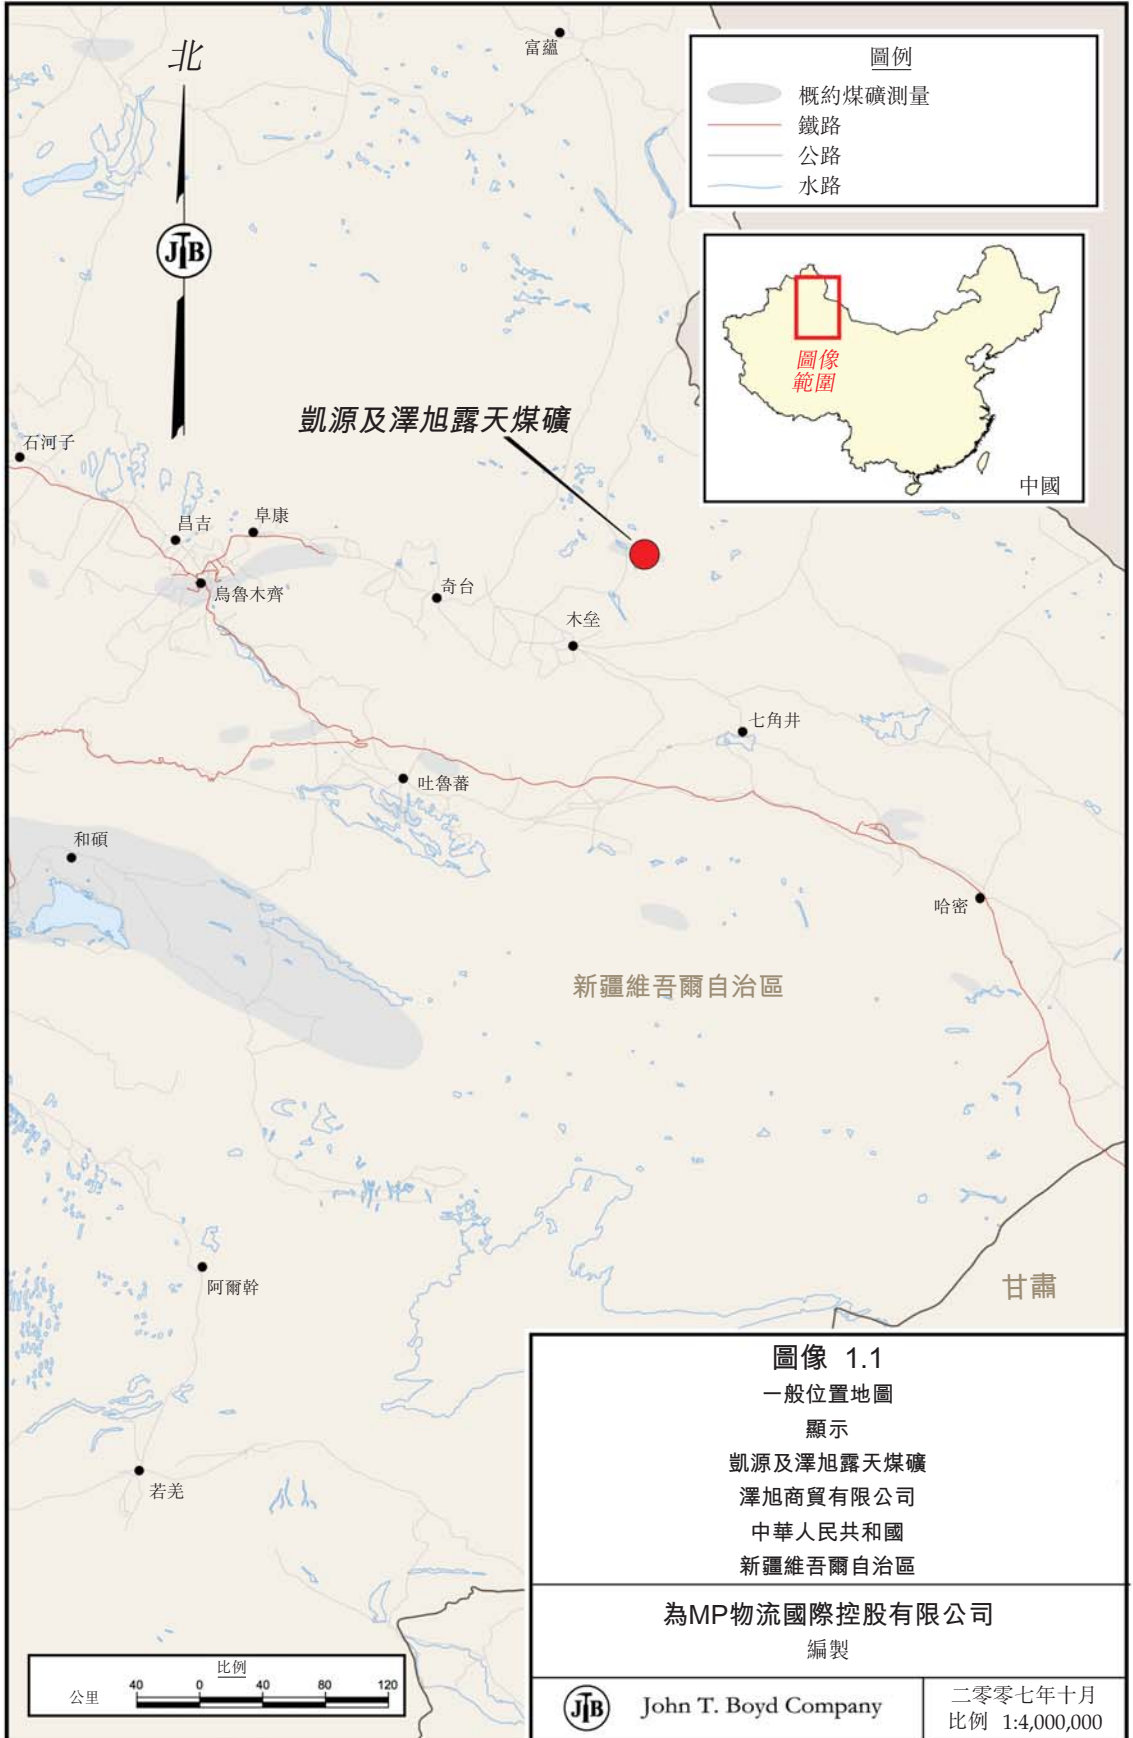 富蘊
北
圖例
概約煤礦測量
鐵路
公路
水路
JTB
圖像
範圍
中國
凱源及澤旭露天煤礦
石河子
昌吉
阜康
烏魯木齊
奇台
木垒
七角井
吐魯蕃
和碩
哈密
新疆維吾爾自治區
甘肅
阿爾幹
若羌
圖像 1.1
一般位置地圖
顯示
凱源及澤旭露天煤礦
澤旭商貿有限公司
中華人民共和國
新疆維吾爾自治區
為MP物流國際控股有限公司
編製
比例
公里 40 0 40 80 120
JTB John T. Boyd Company
二零零七年十月
比例 1:4,000,000